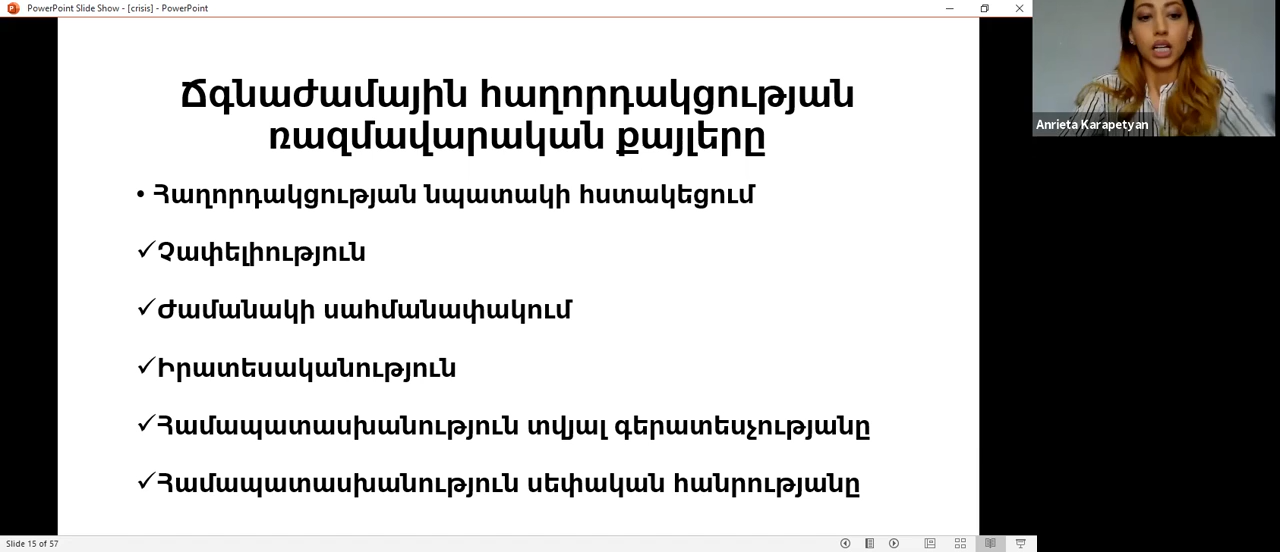 PowerPoint Slide Show - [crisis] - PowerPoint
Ճգնաժամային հաղորդակցության
ռազմավարական քայլերը
• Հաղորդակցության նպատակի հստակեցում
✓Չափելիություն
✓Ժամանակի սահմանափակում
✓Իրատեսականություն
✓Համապատասխանություն տվյալ գերատեսչությանը
✓Համապատասխանություն սեփական հանրությանը
Anrieta Karapetyan
Slide 15 of 57